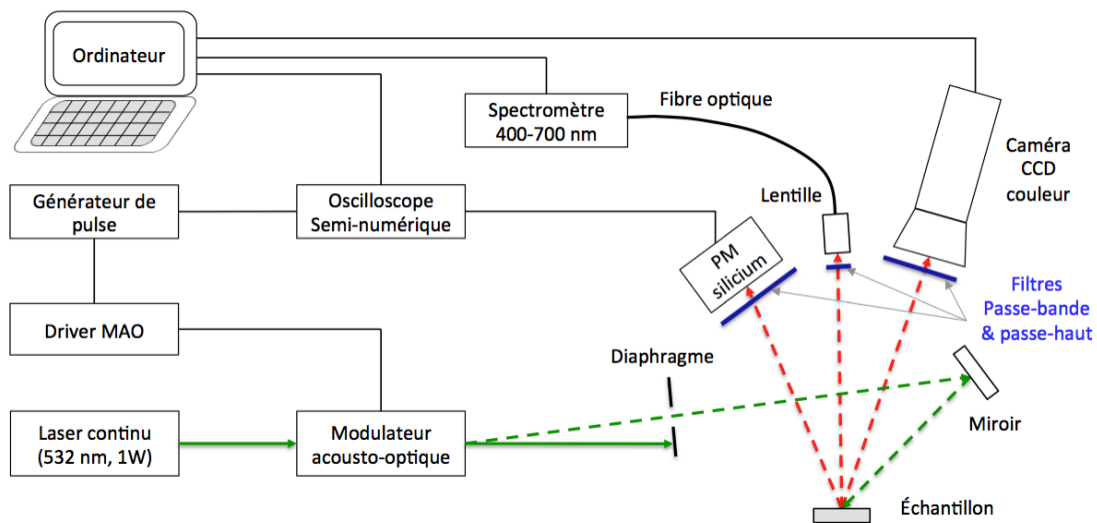 Ordinateur
Spectromètre
400-700 nm
Fibre optique
Caméra
CCD
couleur
Lentille
Générateur de
pulse
Oscilloscope
Semi-numérique
PM
silicium
Filtres
Passe-bande
& passe-haut
Driver MAO
Diaphragme
Miroir
Laser continu
(532 nm, 1W)
Modulateur
acousto-optique
Échantillon